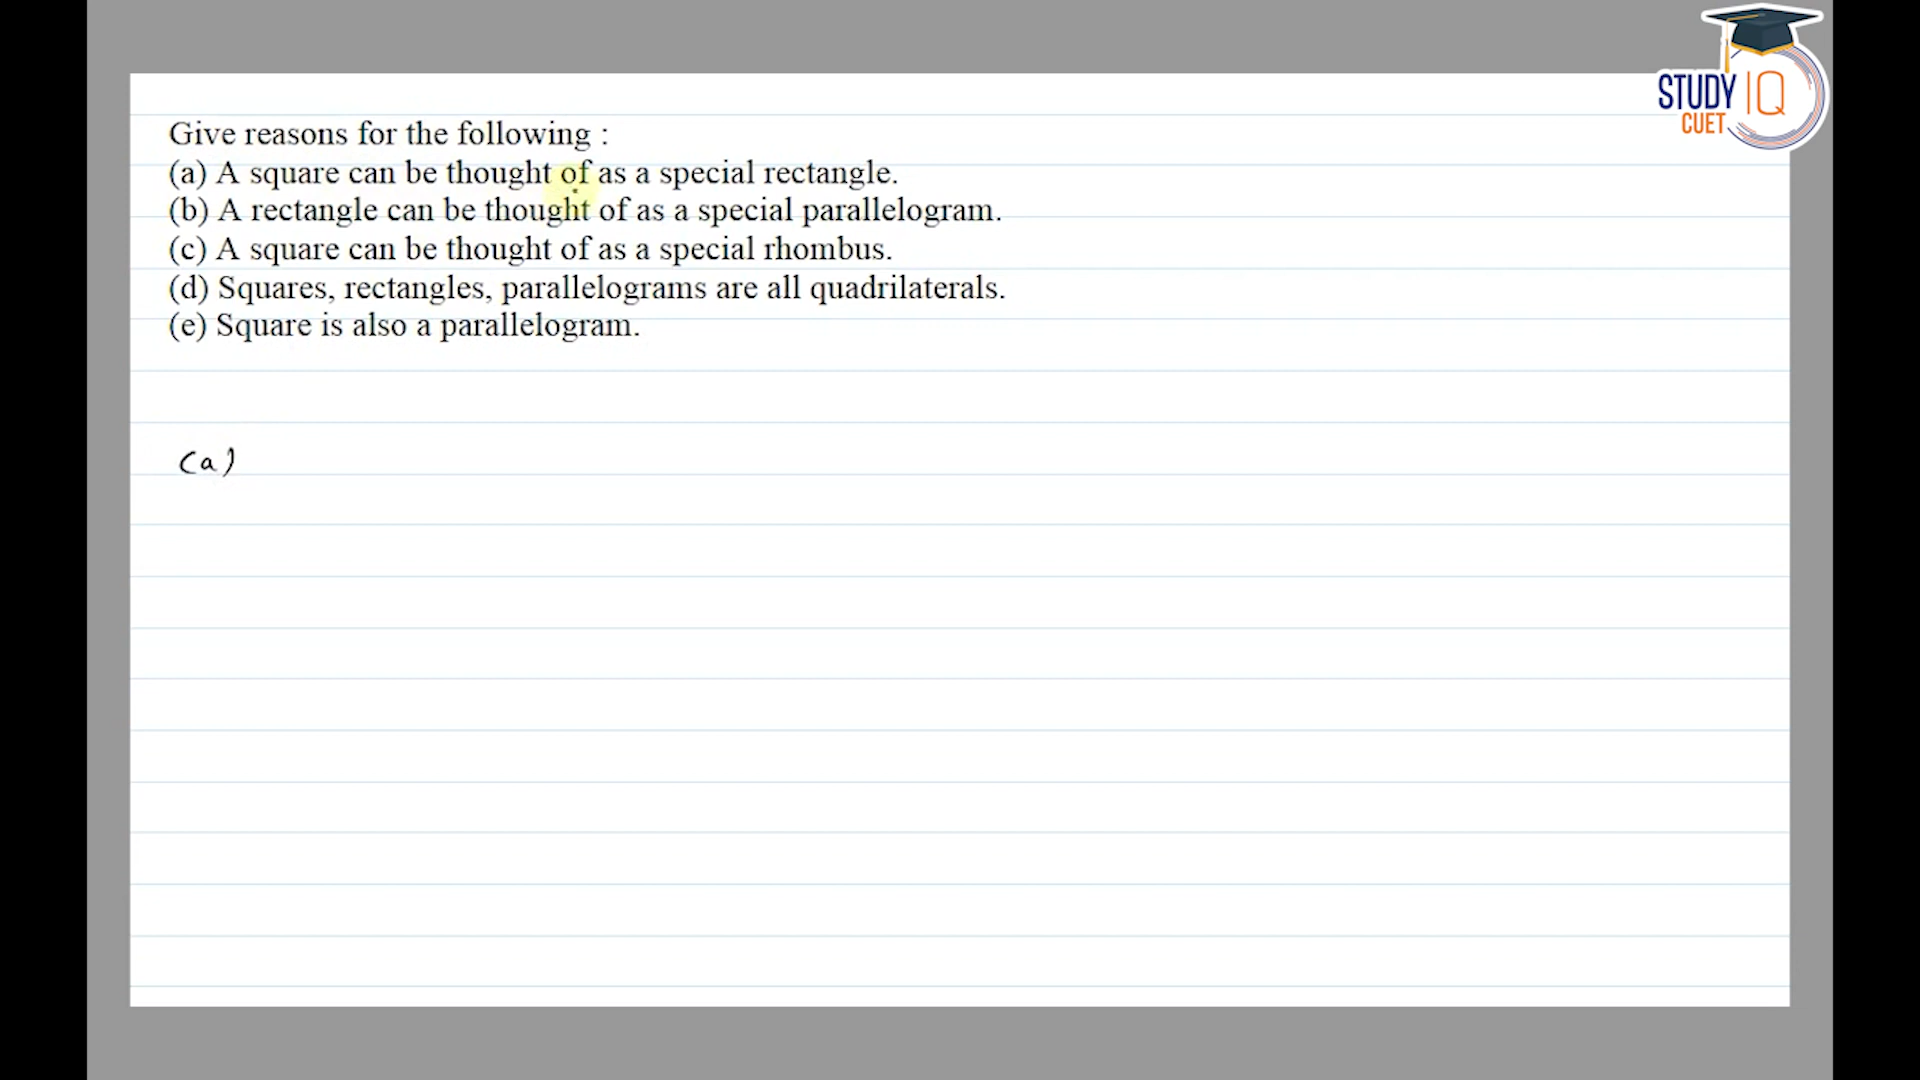 STUDY IQ
CUET
Give reasons for the following :
(a) A square can be thought of as a special rectangle.
(b) A rectangle can be thought of as a special parallelogram.
(c) A square can be thought of as a special rhombus.
(d) Squares, rectangles, parallelograms are all quadrilaterals.
(e) Square is also a parallelogram.
(a)